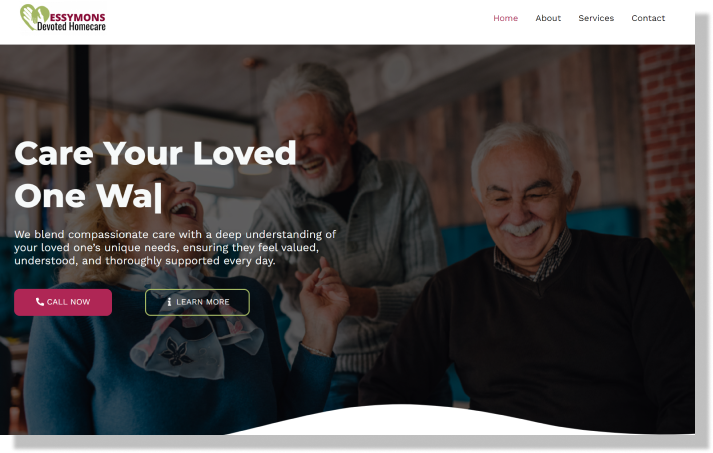 ESSYMONS
Devoted Homecare
Home About Services Contact
Care Your Loved
One Wa|
We blend compassionate care with a deep understanding of
your loved one's unique needs, ensuring they feel valued,
understood, and thoroughly supported every day.
CALL NOW LEARN MORE